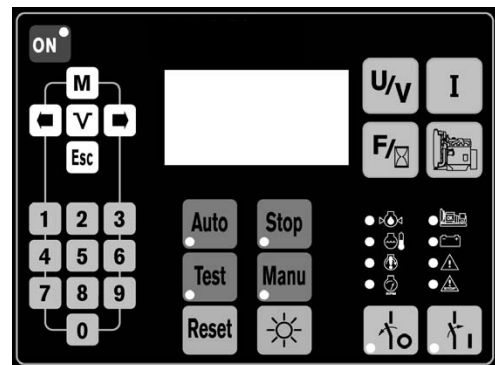 ON
M
V
Esc
U/V I
F/
1 2 3
4 5 6
7 8 9
0
Auto Stop
Test Manu
Reset
O I